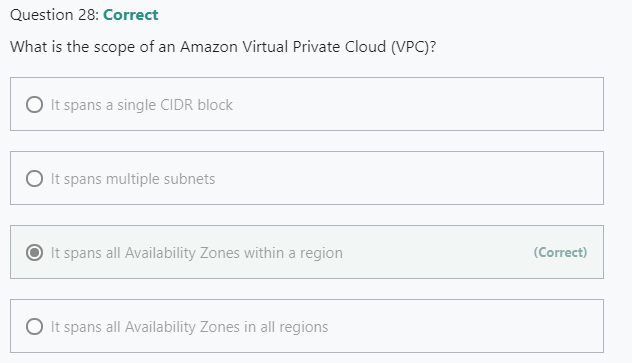 Question 28: Correct
What is the scope of an Amazon Virtual Private Cloud (VPC)?
It spans a single CIDR block
It spans multiple subnets
It spans all Availability Zones within a region (Correct)
It spans all Availability Zones in all regions